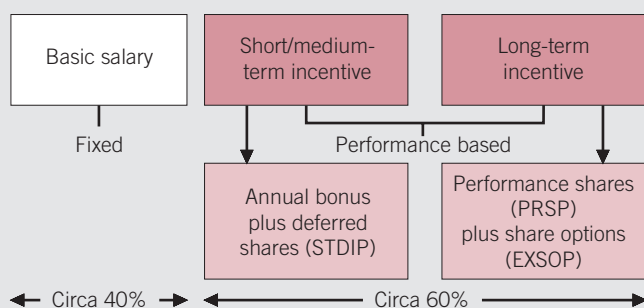 Basic salary
Short/medium-
term incentive
Long-term
incentive
Fixed
Performance based
Annual bonus
plus deferred
shares (STDIP)
Performance shares
(PRSP)
plus share options
(EXSOP)
Circa 40%
Circa 60%